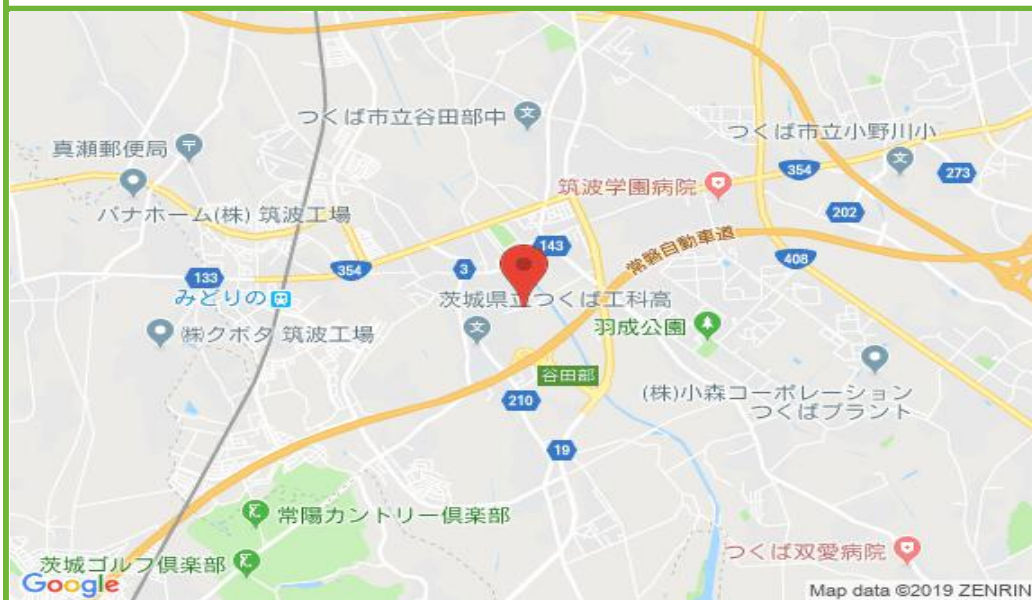 つくば市立谷田部中
つくば市立小野川小
真瀬郵便局
354
273
筑波学園病院
パナホーム(株) 筑波工場
202
143
常磐自動車道
408
3
354
133
みどりの
茨城県立つくば工科高
羽成公園
㈱クボタ 筑波工場
谷田部
(株)小森コーポレーション
つくばプラント
210
19
常陽カントリー倶楽部
つくば双愛病院
茨城ゴルフ倶楽部
Google
Map data ©2019 ZENRIN